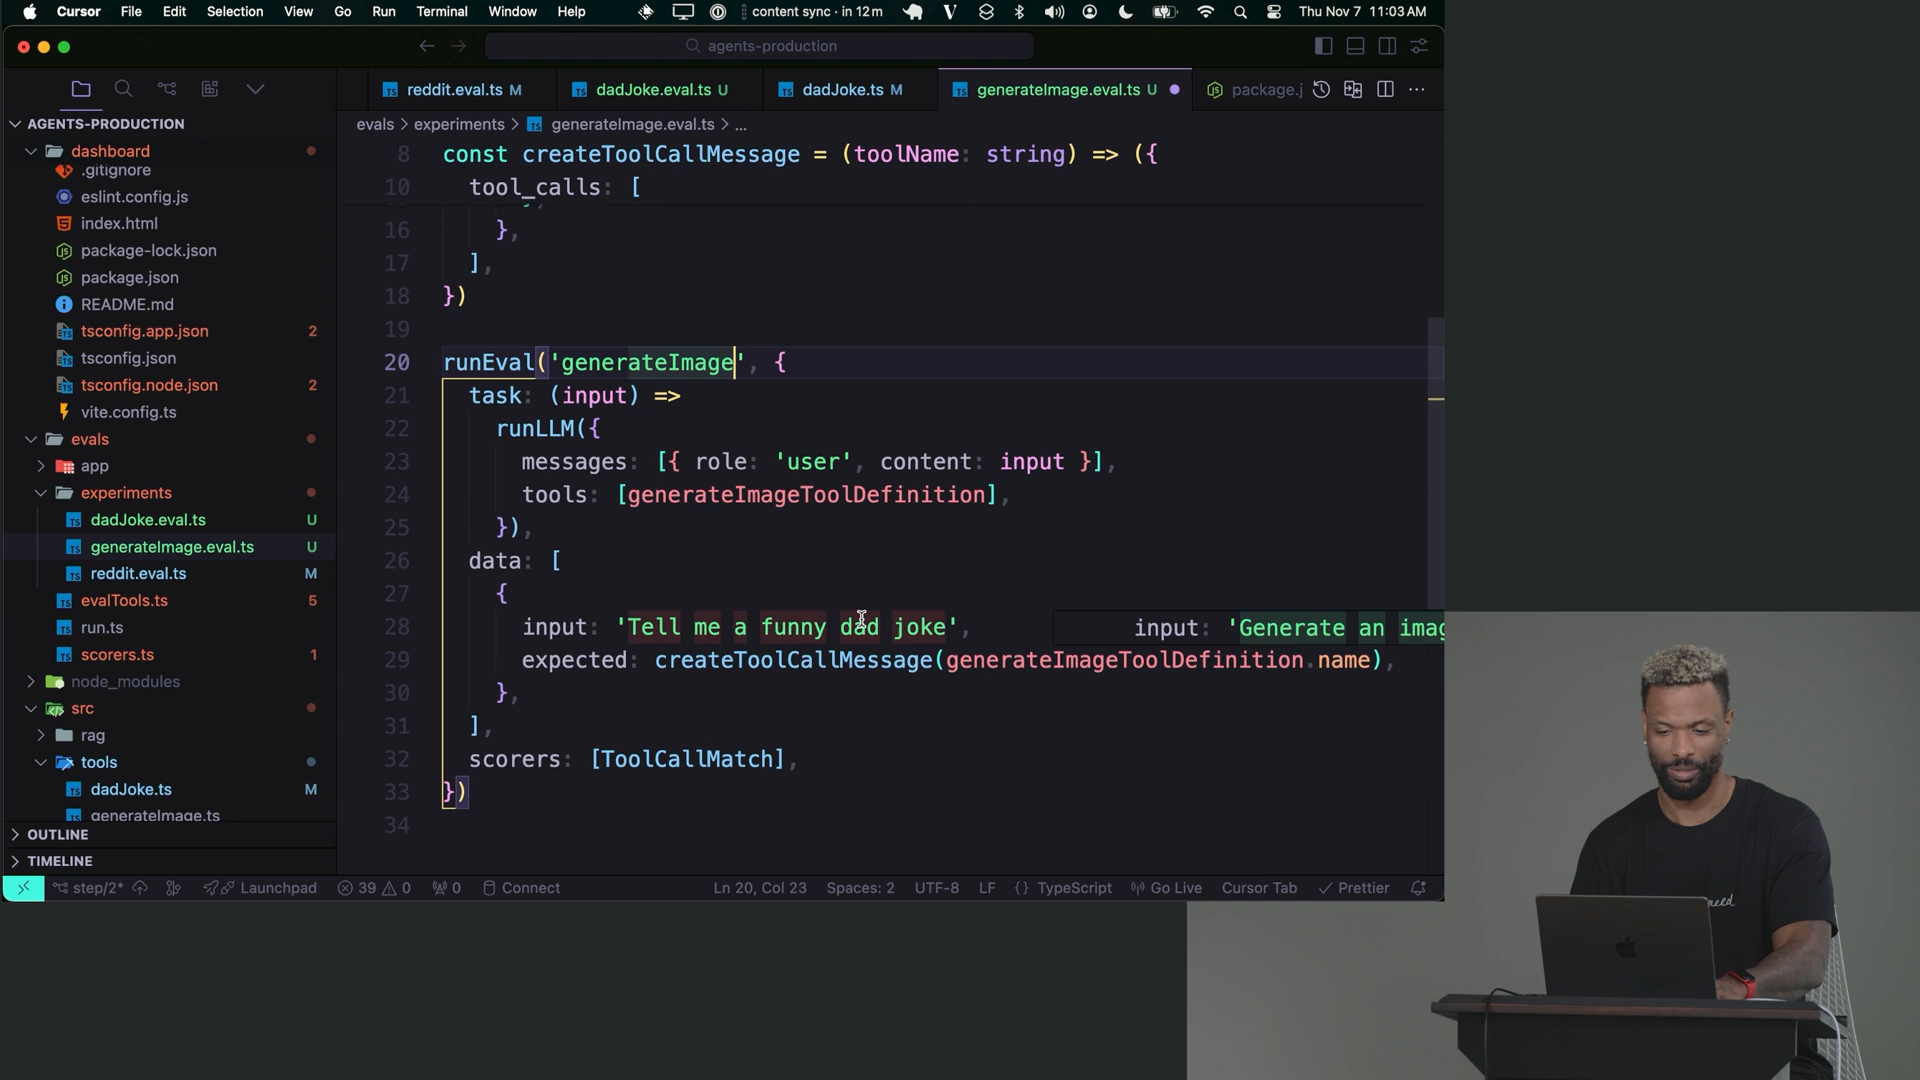 Cursor File Edit Selection View Go Run Terminal Window Help content sync · in 12 m Thu Nov 7 11:03 AM
agents-production
reddit.eval.ts M dadJoke.eval.ts U dadJoke.ts M generateImage.eval.ts U package.j
AGENTS-PRODUCTION
evals > experiments > generateImage.eval.ts > ...
dashboard
.gitignore
eslint.config.js
index.html
package-lock.json
package.json
README.md
tsconfig.app.json 2
tsconfig.json
tsconfig.node.json 2
vite.config.ts
evals
app
experiments
dadJoke.eval.ts U
generateImage.eval.ts U
reddit.eval.ts M
evalTools.ts 5
run.ts
scorers.ts 1
node_modules
src
rag
tools
dadJoke.ts M
generateImage.ts
OUTLINE
TIMELINE
8 const createToolCallMessage = (toolName: string) => ({
10 tool_calls: [
16 },
17 ],
18 })
19
20 runEval('generateImage', {
21 task: (input) =>
22 runLLM({
23 messages: [{ role: 'user', content: input }],
24 tools: [generateImageToolDefinition],
25 }),
26 data: [
27 {
28 input: 'Tell me a funny dad joke', input: 'Generate an imag
29 expected: createToolCallMessage(generateImageToolDefinition.name),
30 },
31 ],
32 scorers: [ToolCallMatch],
33 })
34
step/2* Launchpad 39 0 0 Connect Ln 20, Col 23 Spaces: 2 UTF-8 LF {} TypeScript Go Live Cursor Tab Prettier
need